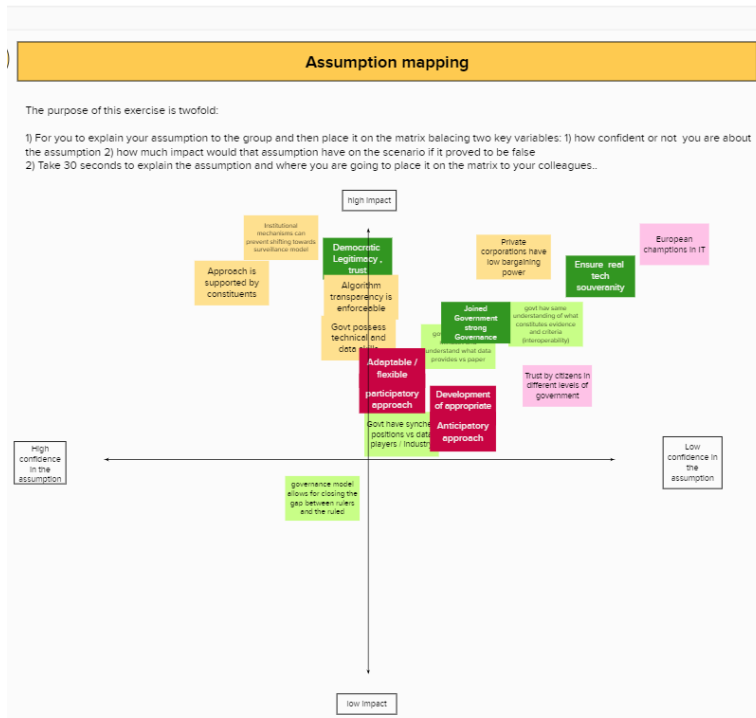 Assumption mapping
The purpose of this exercise is twofold:
1) For you to explain your assumption to the group and then place it on the matrix balacing two key variables: 1) how confident or not you are about
the assumption 2) how much impact would that assumption have on the scenario if it proved to be false
2) Take 30 seconds to explain the assumption and where you are going to place it on the matrix to your colleagues..
high impact
Institutional
mechanisms can
prevent shifting towards
surveillance model
Approach is
supported by
constituents
Democratic
Legitimacy ,
trust
Algorithm
transparency is
enforceable
Govt possess
technical and
data skills
Private
corporations have
low bargaining
power
European
champtions in IT
Ensure real
tech
souveranity
Joined
Government
strong
Governance
govt have same
understanding of what
constitutes evidence
and criteria
(interoperability)
understand what data
provides vs paper
Adaptable /
flexible
participatory
approach
Development
of appropriate
Anticipatory
approach
Trust by citizens in
different levels of
government
Govt have synche
positions vs data
players / Industry
High
confidence
in the
assumption
Low
confidence in
the
assumption
governance model
allows for closing the
gap between rulers
and the ruled
low impact